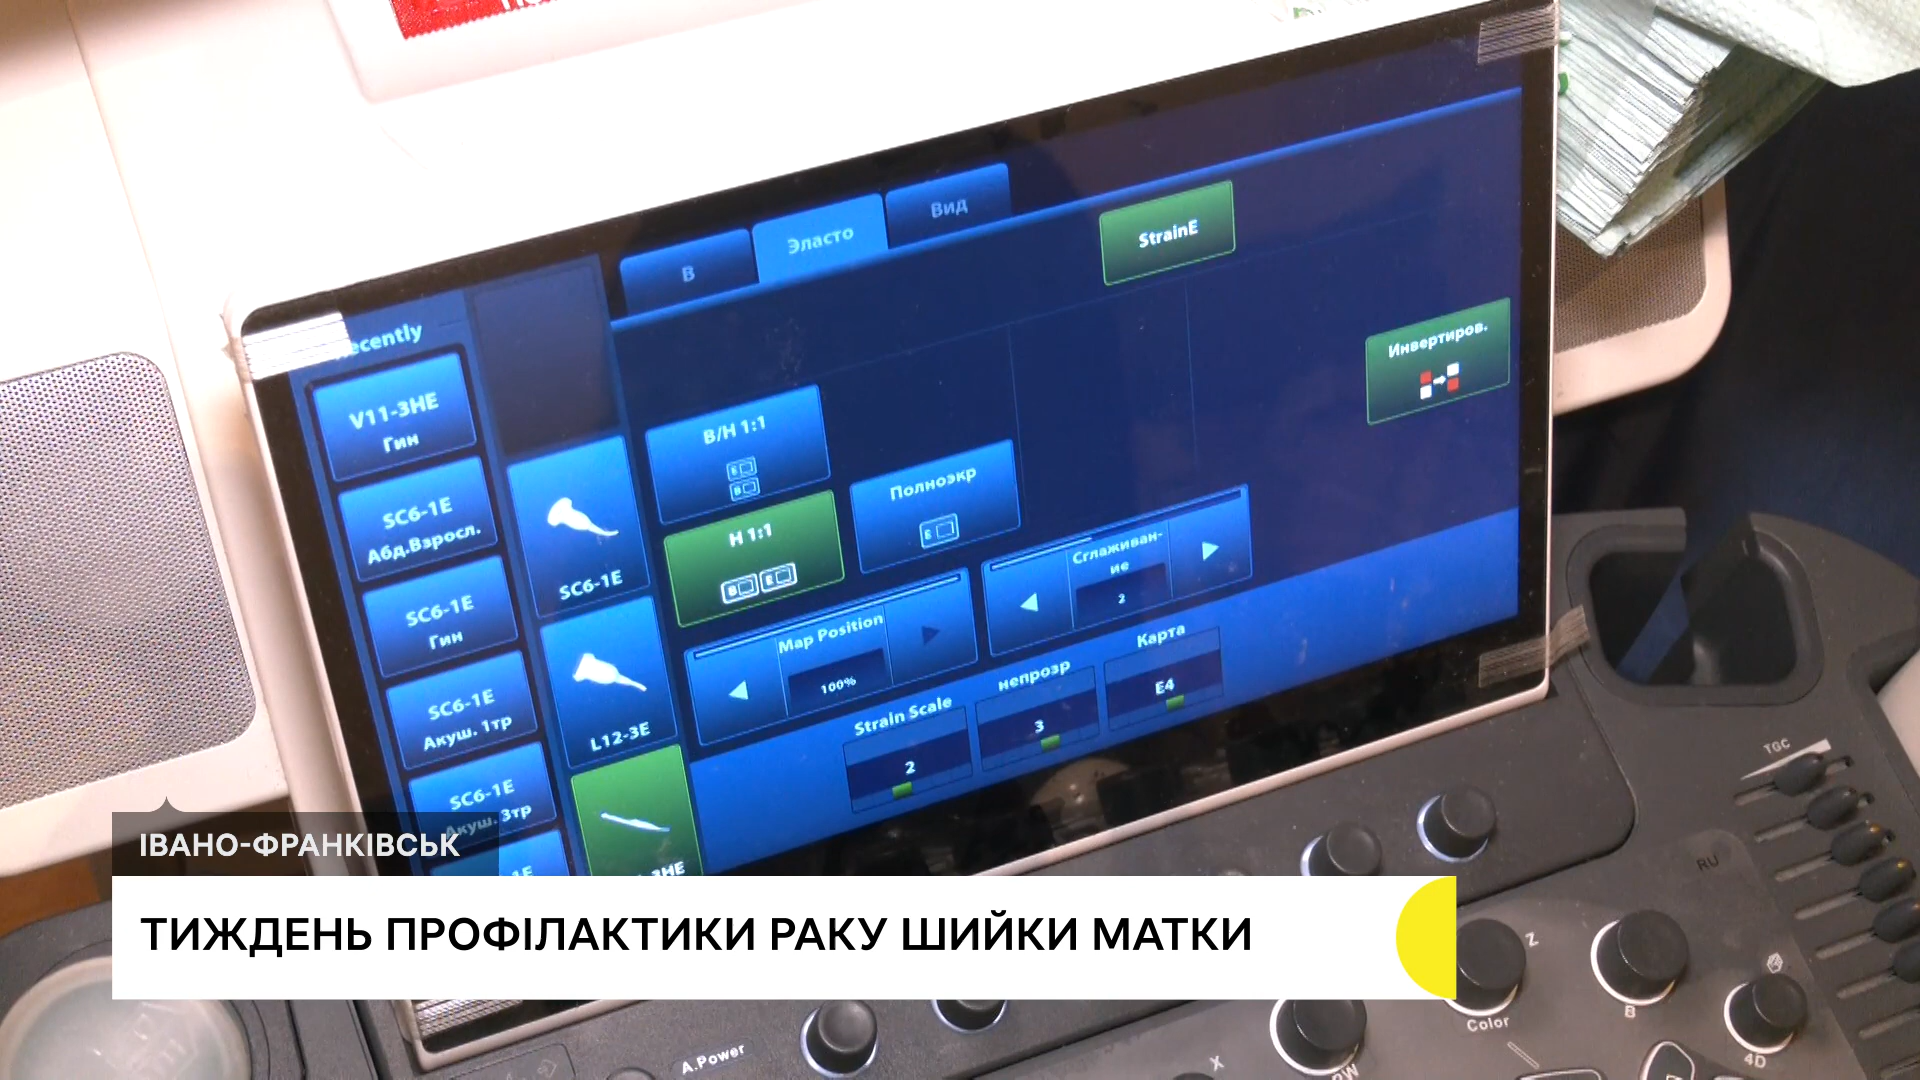 Вид
Эласто
B
StrainE
Инвертиров.
V11-3HE
Гин
SC6-1E
Абд.Взросл.
SC6-1E
Гин
SC6-1E
Акуш. 1тр
SC6-1E
Акуш. 3тр
SC6-1E
L12-3E
B/H 1:1
H 1:1
Полноэкр
Map Position
100%
Сглаживан-
ие
2
Strain Scale
2
непрозр
3
Карта
E4
TGC
RU
ІВАНО-ФРАНКІВСЬК
ТИЖДЕНЬ ПРОФІЛАКТИКИ РАКУ ШИЙКИ МАТКИ
Z
Color
B
4D
A.Power
X